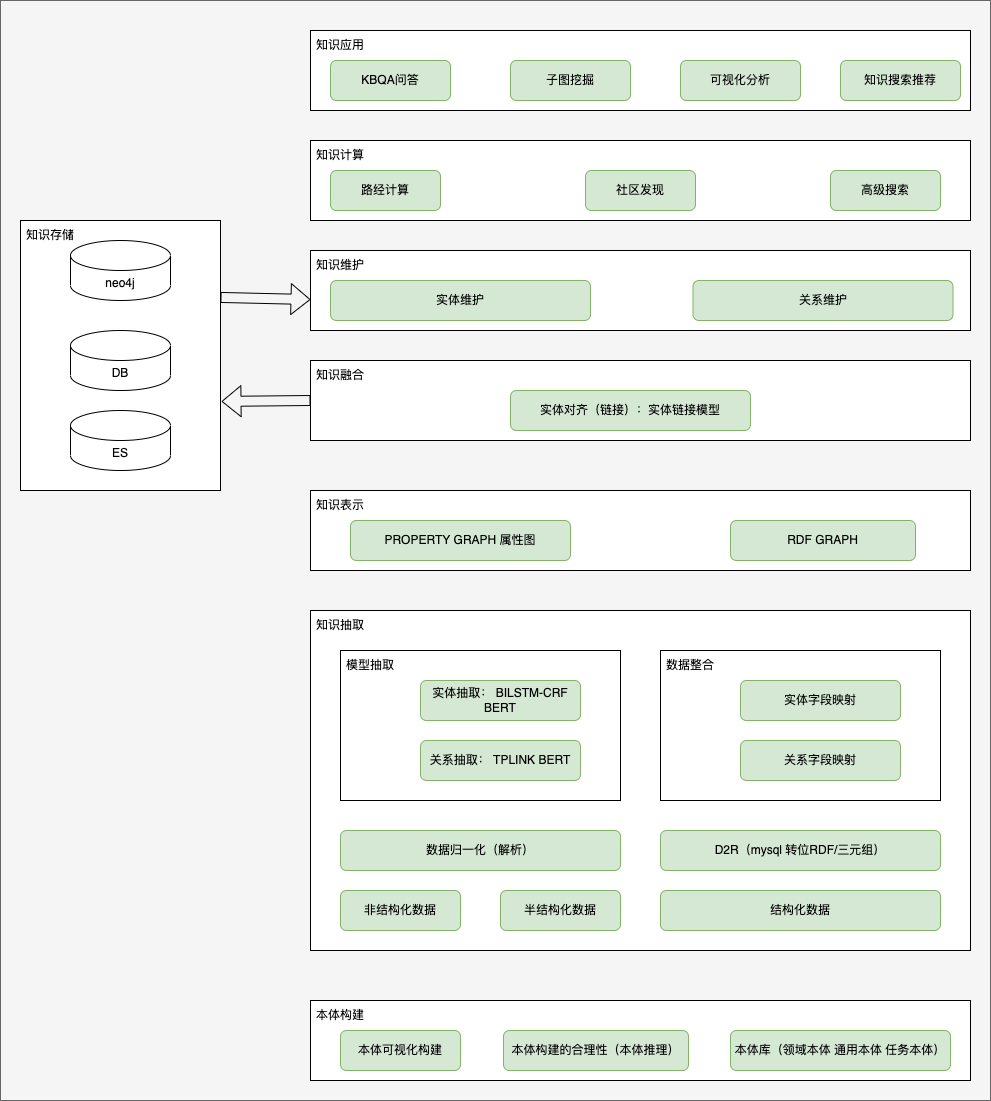 知识应用
KBQA问答
子图挖掘
可视化分析
知识搜索推荐
知识计算
路经计算
社区发现
高级搜索
知识存储
neo4j
DB
ES
知识维护
实体维护
关系维护
知识融合
实体对齐（链接）：实体链接模型
知识表示
PROPERTY GRAPH 属性图
RDF GRAPH
知识抽取
模型抽取
实体抽取： BILSTM-CRF
BERT
关系抽取： TPLINK BERT
数据整合
实体字段映射
关系字段映射
数据归一化（解析）
D2R（mysql 转位RDF/三元组）
非结构化数据
半结构化数据
结构化数据
本体构建
本体可视化构建
本体构建的合理性（本体推理）
本体库（领域本体 通用本体 任务本体）